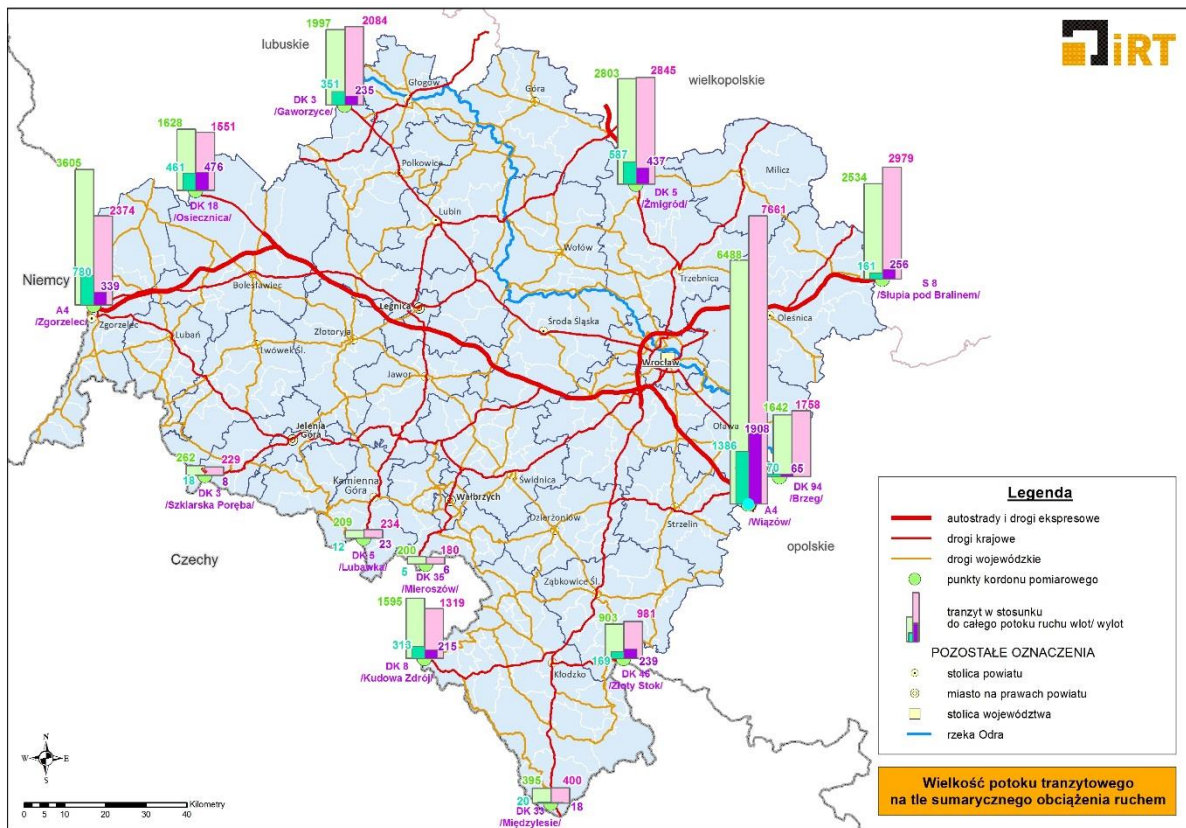 iRT
lubuskie
wielkopolskie
Niemcy
Czechy
opolskie
1997
2084
351
235
DK 3
/Gaworzyce/
2803
2845
587
437
DK 5
/Żmigród/
1628
1551
461
476
DK 18
/Osiecznica/
3605
2374
780
339
A4
/Zgorzelec/
2534
2979
161
256
S 8
/Słupia pod Bralinem/
6488
7661
1386
1908
A4
/Wiązów/
1642
1758
70
65
DK 94
/Brzeg/
262
229
18
8
DK 3
/Szklarska Poręba/
209
234
12
23
DK 5
/Lubawka/
200
180
5
6
DK 35
/Mieroszów/
1595
1319
313
215
DK 8
/Kudowa Zdrój/
903
981
169
239
DK 46
/Złoty Stok/
395
400
20
18
DK 33
/Międzylesie/
Głogów
Góra
Polkowice
Milicz
Lubin
Wołów
Trzebnica
Bolesławiec
Legnica
Środa Śląska
Oleśnica
Zgorzelec
Lubań
Złotoryja
Lwówek Śl.
Wrocław
Jawor
Oława
Jelenia
Góra
Kamienna
Góra
Wałbrzych
Świdnica
Dzierżoniów
Strzelin
Ząbkowice Śl.
Kłodzko
Legenda
autostrady i drogi ekspresowe
drogi krajowe
drogi wojewódzkie
punkty kordonu pomiarowego
tranzyt w stosunku
do całego potoku ruchu wlot/ wylot
POZOSTAŁE OZNACZENIA
stolica powiatu
miasto na prawach powiatu
stolica województwa
rzeka Odra
Wielkość potoku tranzytowego
na tle sumarycznego obciążenia ruchem
N
W
E
S
Kilometry
0 5 10 20 30 40